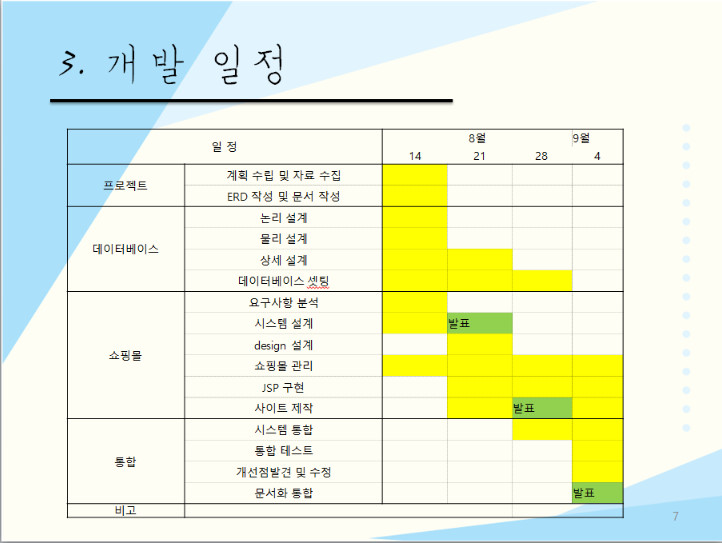 3. 개발 일정
일 정
8월 9월
14 21 28 4
프로젝트
계획 수립 및 자료 수집
ERD 작성 및 문서 작성
데이터베이스
논리 설계
물리 설계
상세 설계
데이터베이스 셋팅
쇼핑몰
요구사항 분석
시스템 설계 발표
design 설계
쇼핑몰 관리
JSP 구현
사이트 제작 발표
통합
시스템 통합
통합 테스트
개선점발견 및 수정
문서화 통합 발표
비고
7